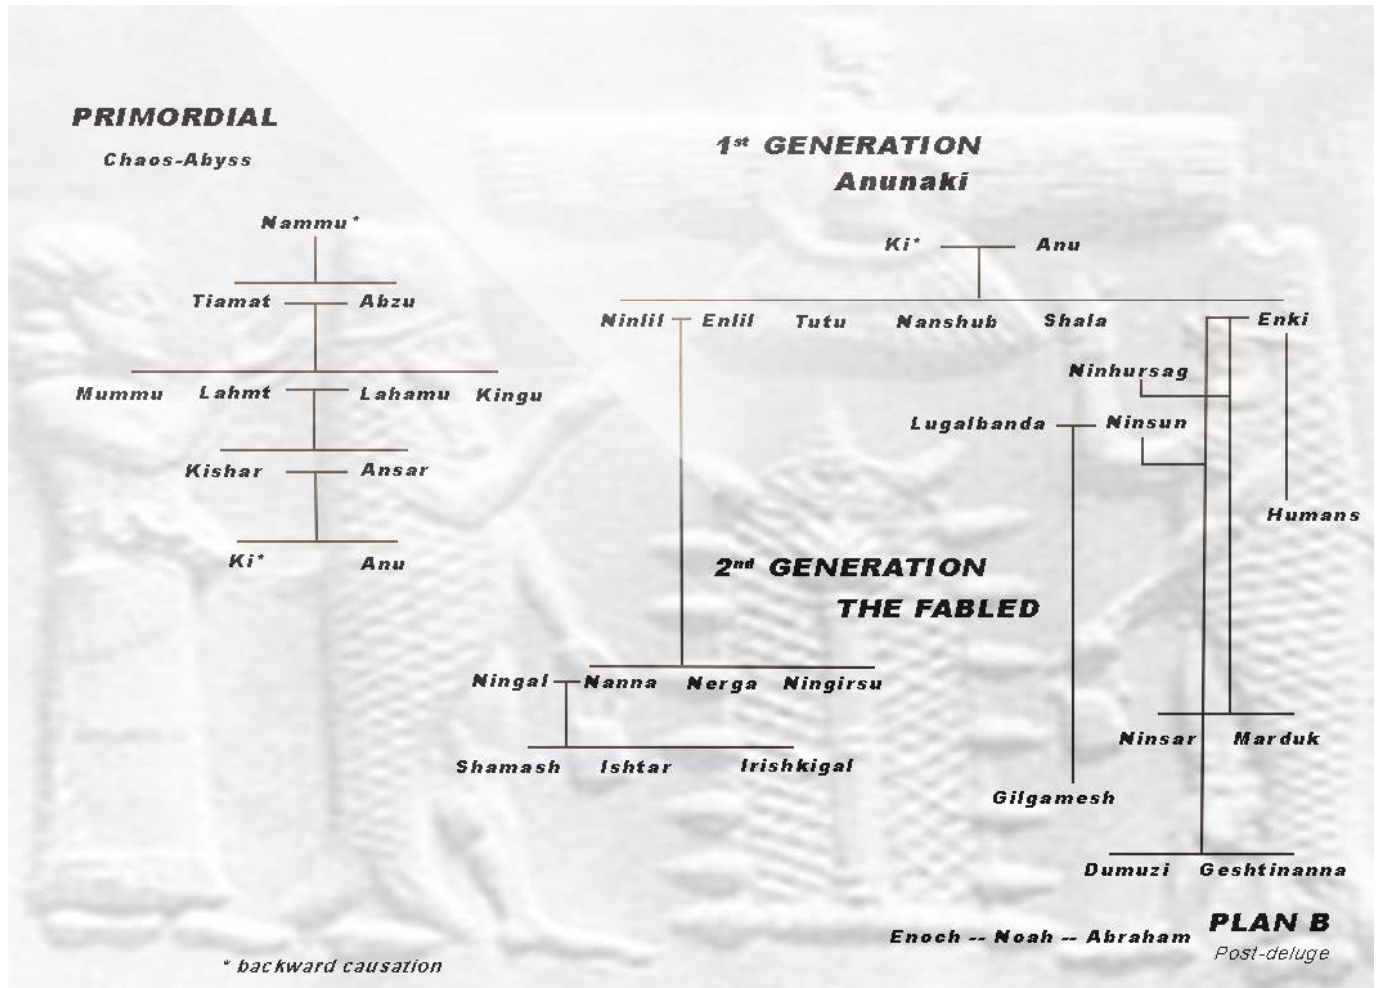 PRIMORDIAL
Chaos-Abyss
Nammu*
Tiamat Abzu
Mummu Lahmt Lahamu Kingu
Kishar Ansar
Ki* Anu
* backward causation
1st GENERATION
Anunaki
Ki* Anu
Ninlil Enlil Tutu Nanshub Shala Enki
Ninhursag
Lugalbanda Ninsun
Humans
2nd GENERATION
THE FABLED
Ningal Nanna Nerga Ningirsu
Shamash Ishtar Irishkigal
Ninsar Marduk
Gilgamesh
Dumuzi Geshtinanna
Enoch -- Noah -- Abraham PLAN B
Post-deluge